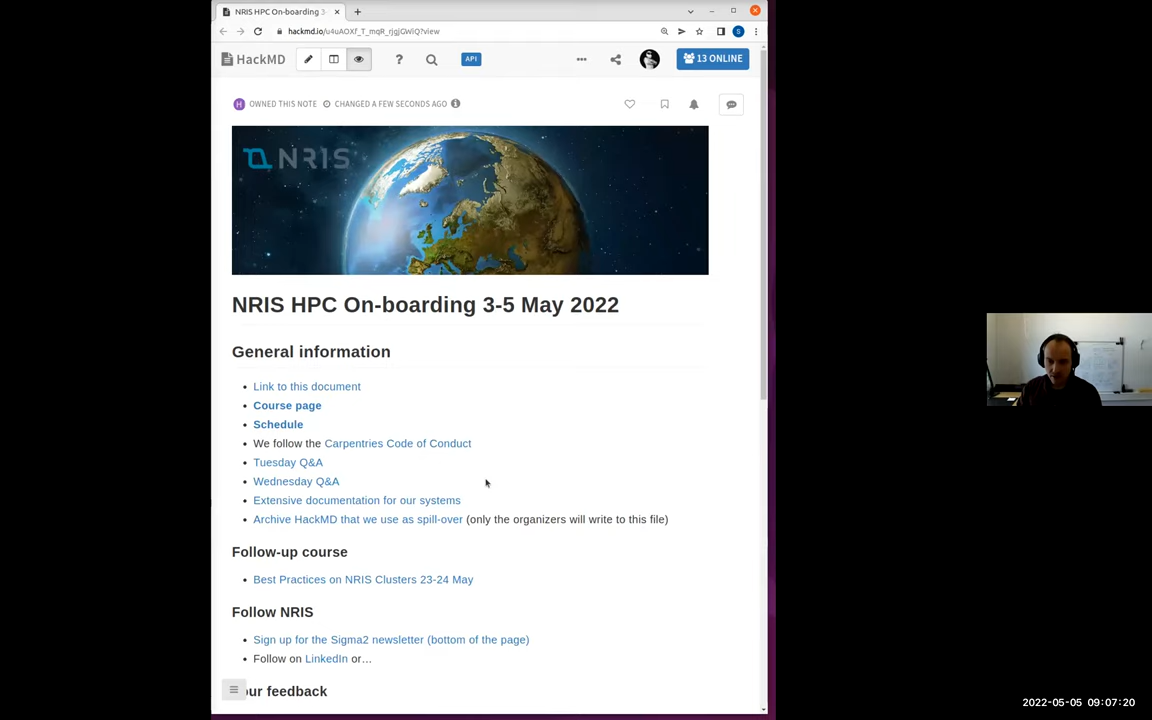 NRIS HPC On-boarding 3-
hackmd.io/u4uAOXf_T_mqR_rjgjGWiQ?view
S
HackMD
?
API
13 ONLINE
H OWNED THIS NOTE CHANGED A FEW SECONDS AGO
NRIS
NRIS HPC On-boarding 3-5 May 2022
General information
Link to this document
Course page
Schedule
We follow the Carpentries Code of Conduct
Tuesday Q&A
Wednesday Q&A
Extensive documentation for our systems
Archive HackMD that we use as spill-over (only the organizers will write to this file)
Follow-up course
Best Practices on NRIS Clusters 23-24 May
Follow NRIS
Sign up for the Sigma2 newsletter (bottom of the page)
Follow on LinkedIn or…
our feedback
2022-05-05 09:07:20